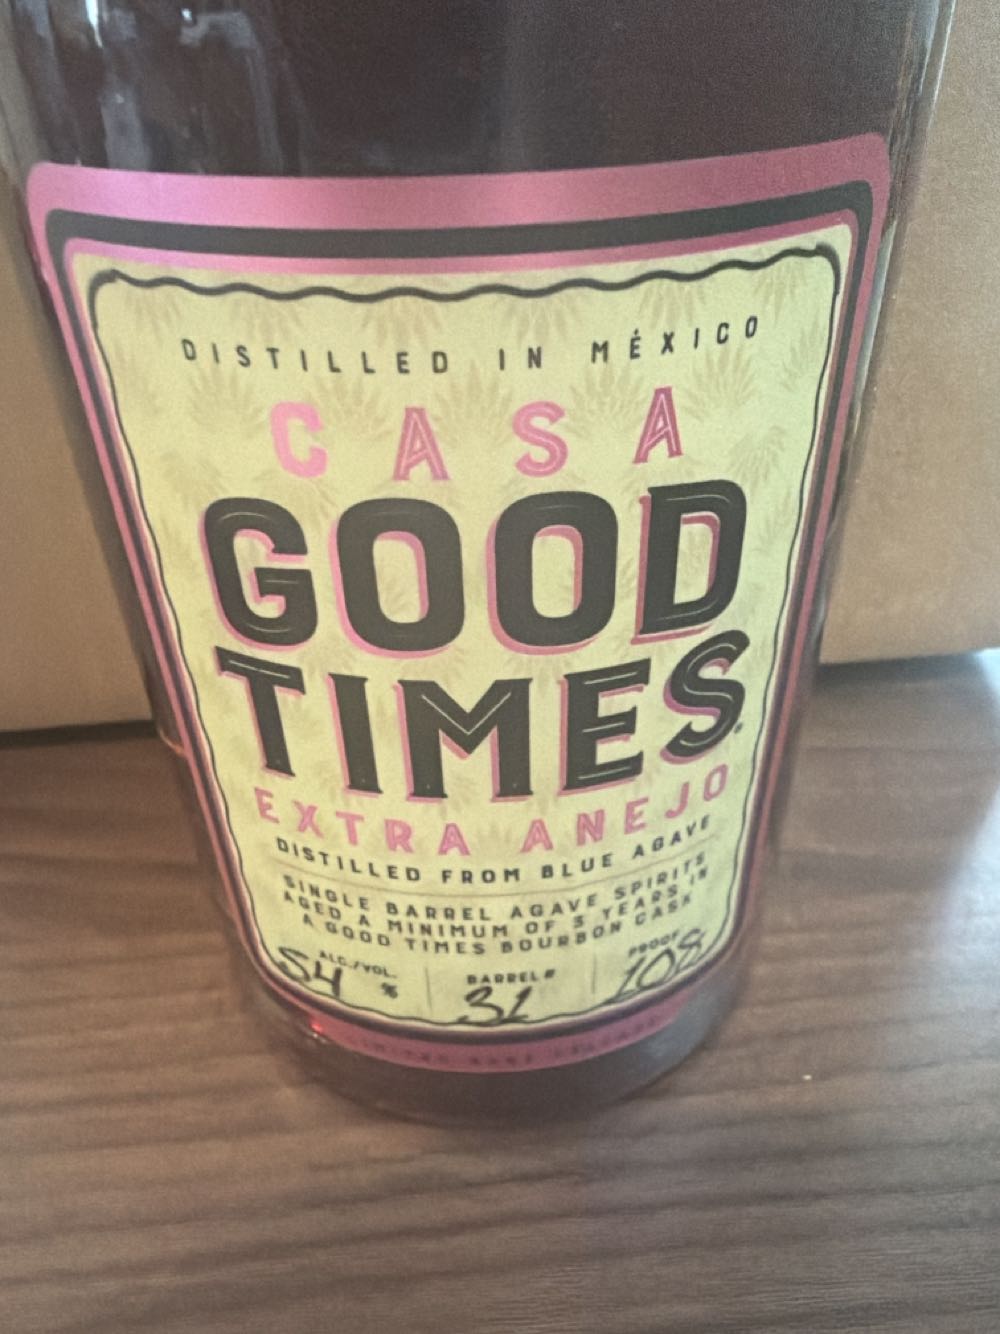 DISTILLED IN MÉXICO
CASA
GOOD
TIMES
EXTRA ANEJO
DISTILLED FROM BLUE AGAVE
SINGLE BARREL AGAVE SPIRITS
AGED A MINIMUM OF 3 YEARS IN
A GOOD TIMES BOURBON CASK
ALC./VOL. BARREL # PROOF
54 % 31 108